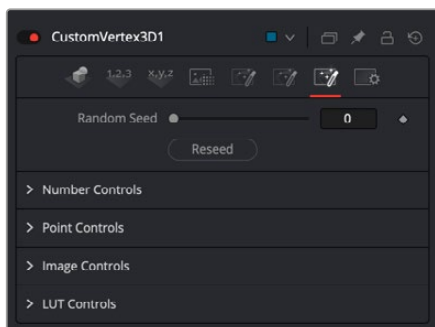 CustomVertex3D1
1,2,3 x,y,z
Random Seed 0
Reseed
Number Controls
Point Controls
Image Controls
LUT Controls